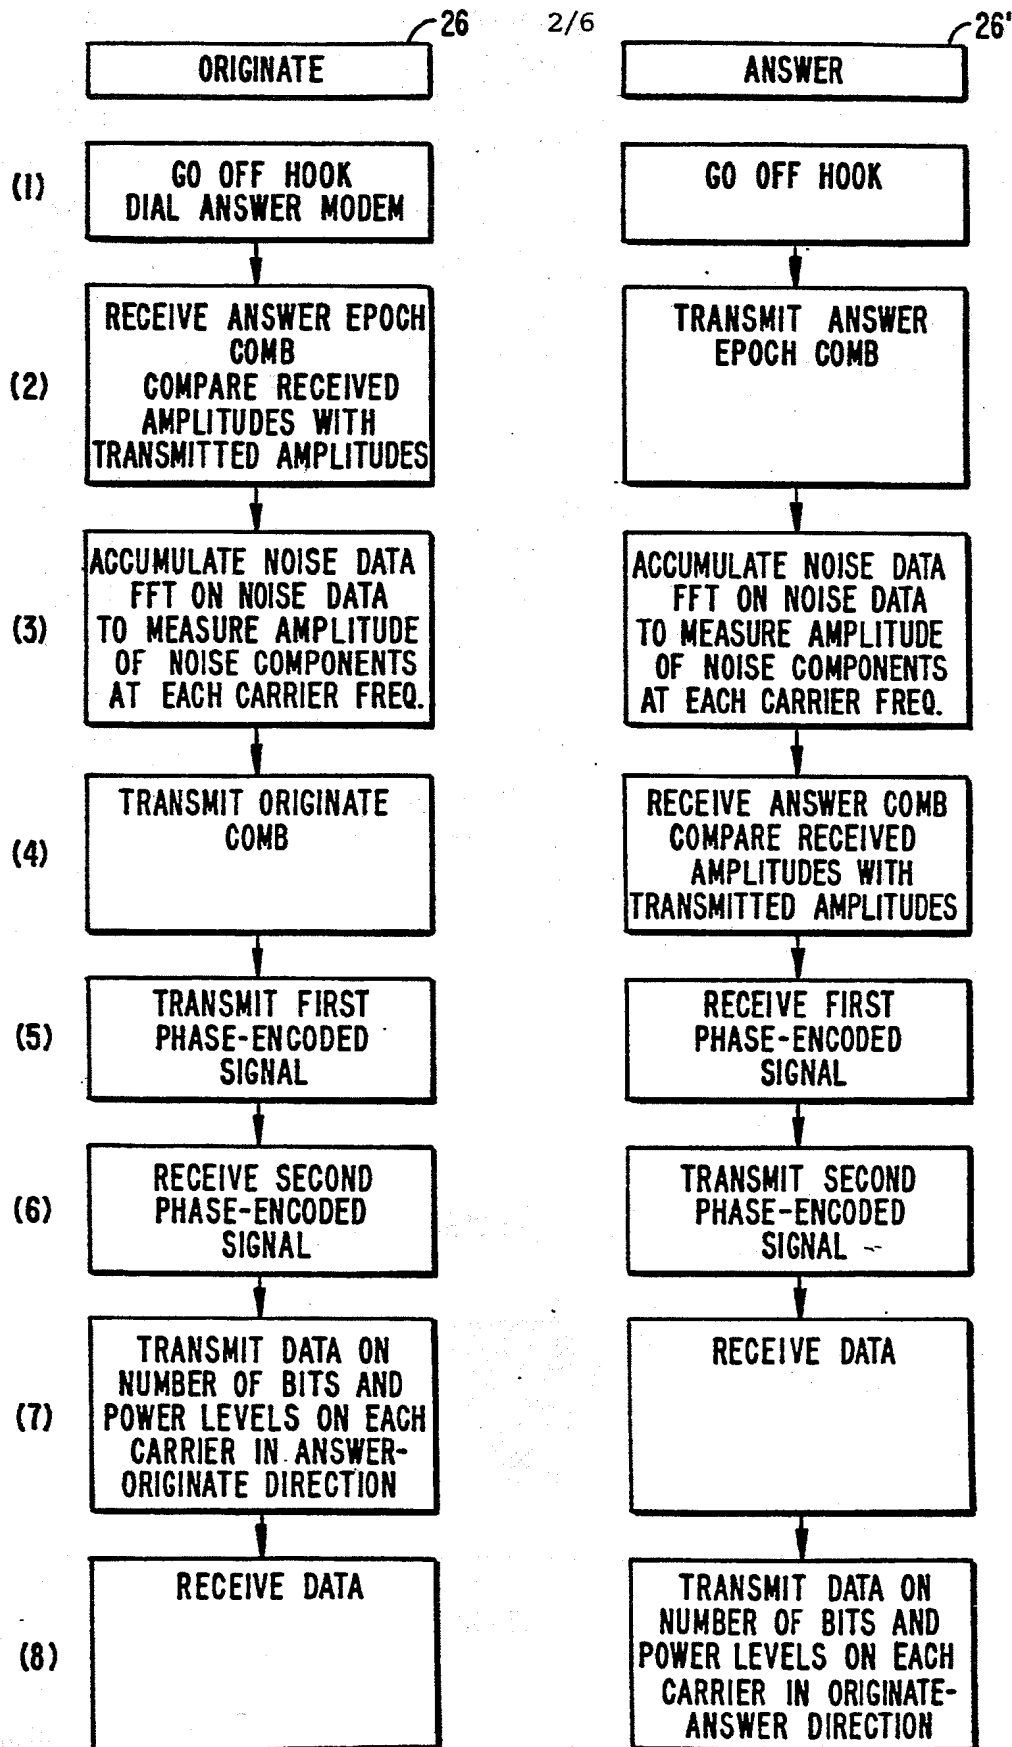 2/6
26
ORIGINATE
26'
ANSWER
(1)
GO OFF HOOK
DIAL ANSWER MODEM
GO OFF HOOK
(2)
RECEIVE ANSWER EPOCH
COMB
COMPARE RECEIVED
AMPLITUDES WITH
TRANSMITTED AMPLITUDES
TRANSMIT ANSWER
EPOCH COMB
(3)
ACCUMULATE NOISE DATA
FFT ON NOISE DATA
TO MEASURE AMPLITUDE
OF NOISE COMPONENTS
AT EACH CARRIER FREQ.
ACCUMULATE NOISE DATA
FFT ON NOISE DATA
TO MEASURE AMPLITUDE
OF NOISE COMPONENTS
AT EACH CARRIER FREQ.
(4)
TRANSMIT ORIGINATE
COMB
RECEIVE ANSWER COMB
COMPARE RECEIVED
AMPLITUDES WITH
TRANSMITTED AMPLITUDES
(5)
TRANSMIT FIRST
PHASE-ENCODED
SIGNAL
RECEIVE FIRST
PHASE-ENCODED
SIGNAL
(6)
RECEIVE SECOND
PHASE-ENCODED
SIGNAL
TRANSMIT SECOND
PHASE-ENCODED
SIGNAL
(7)
TRANSMIT DATA ON
NUMBER OF BITS AND
POWER LEVELS ON EACH
CARRIER IN ANSWER-
ORIGINATE DIRECTION
RECEIVE DATA
(8)
RECEIVE DATA
TRANSMIT DATA ON
NUMBER OF BITS AND
POWER LEVELS ON EACH
CARRIER IN ORIGINATE-
ANSWER DIRECTION